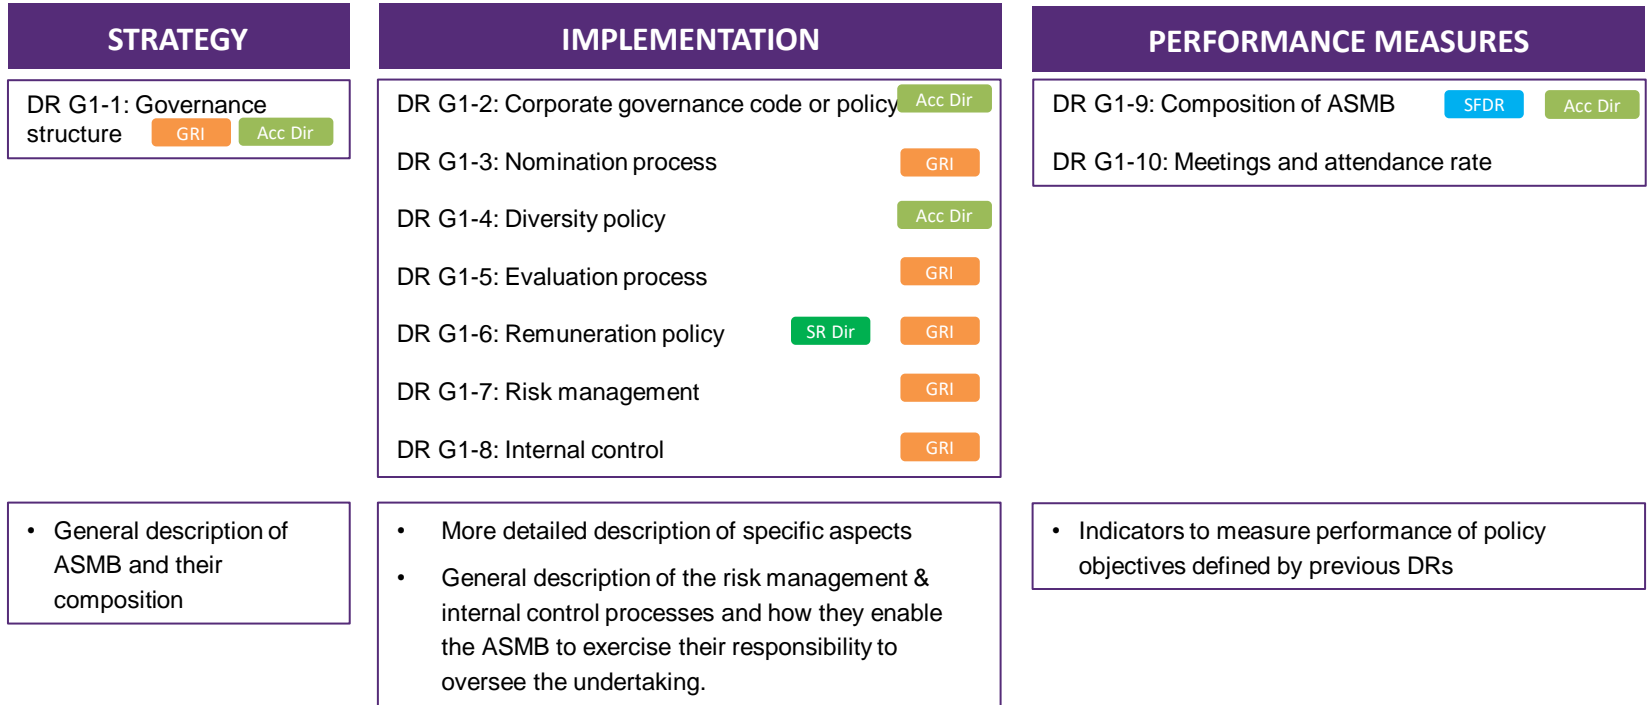 STRATEGY
DR G1-1: Governance
structure GRI Acc Dir
• General description of
ASMB and their
composition
IMPLEMENTATION
DR G1-2: Corporate governance code or policy Acc Dir
DR G1-3: Nomination process GRI
DR G1-4: Diversity policy Acc Dir
DR G1-5: Evaluation process GRI
DR G1-6: Remuneration policy SR Dir GRI
DR G1-7: Risk management GRI
DR G1-8: Internal control GRI
• More detailed description of specific aspects
• General description of the risk management &
internal control processes and how they enable
the ASMB to exercise their responsibility to
oversee the undertaking.
PERFORMANCE MEASURES
DR G1-9: Composition of ASMB SFDR Acc Dir
DR G1-10: Meetings and attendance rate
• Indicators to measure performance of policy
objectives defined by previous DRs